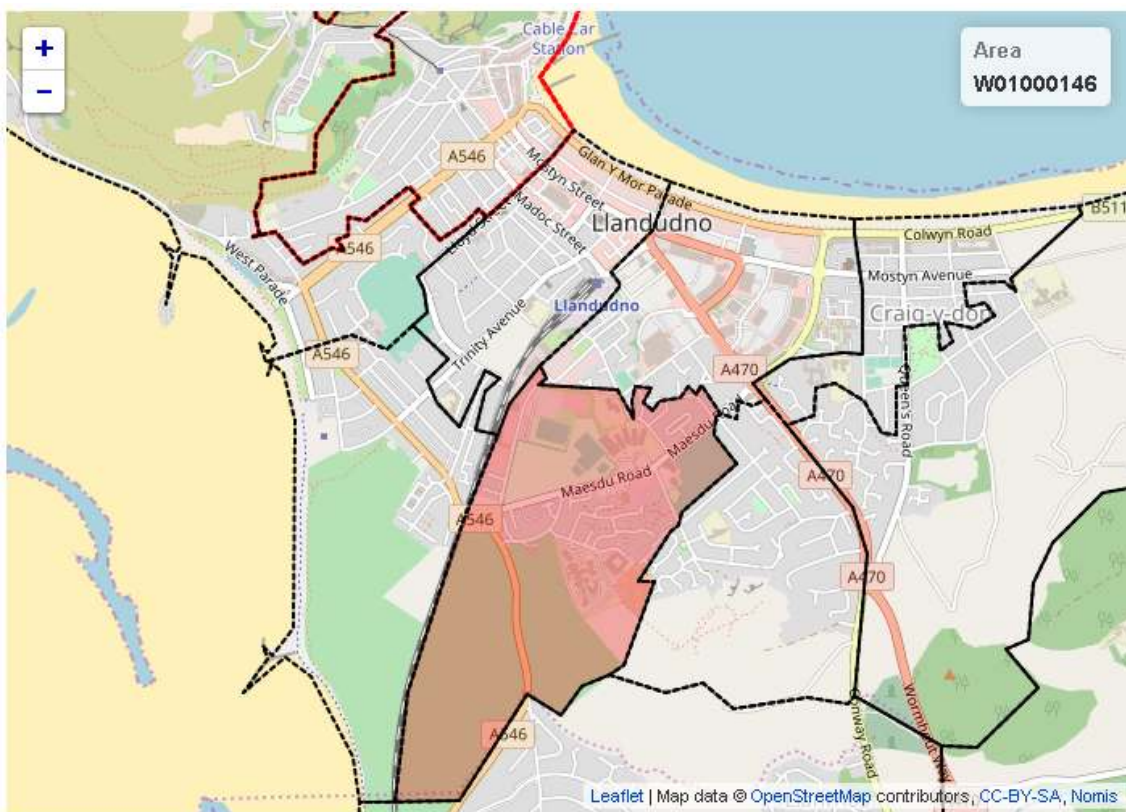 +
−
Cable Car
Station
Area
W01000146
A546
Glan Y Mor Parade
Mostyn Street
Madoc Street
Llandudno
B511
Colwyn Road
A546
West Parade
Mostyn Avenue
Llandudno
Craig-y-don
Trinity Avenue
A546
A470
Queen's Road
Maesdu Road
Maesdu Road
A470
A546
A470
A546
Conway Road
Wormhout Way
Leaflet | Map data © OpenStreetMap contributors, CC-BY-SA, Nomis